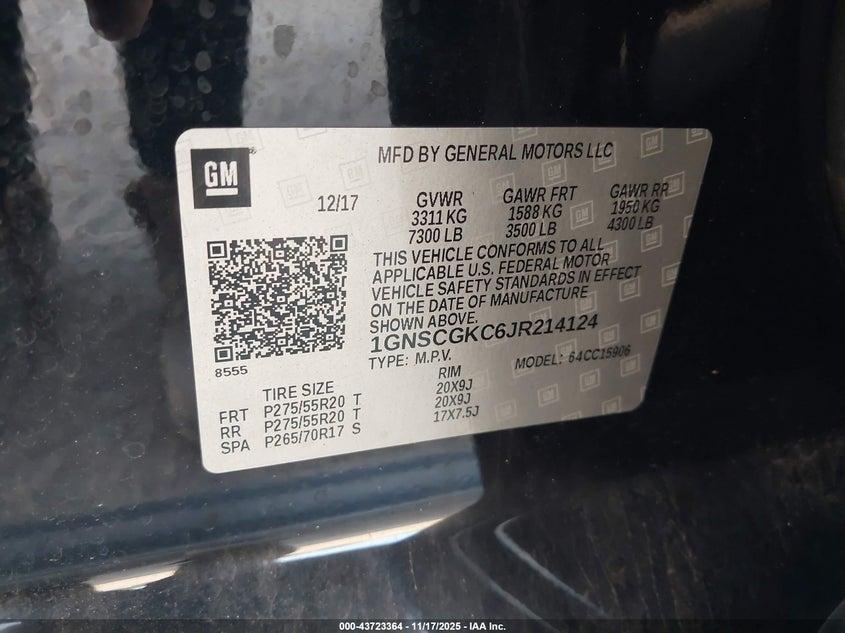 GM
MFD BY GENERAL MOTORS LLC
12/17
GVWR
3311 KG
7300 LB
GAWR FRT
1588 KG
3500 LB
GAWR RR
1950 KG
4300 LB
THIS VEHICLE CONFORMS TO ALL
APPLICABLE U.S. FEDERAL MOTOR
VEHICLE SAFETY STANDARDS IN EFFECT
ON THE DATE OF MANUFACTURE
SHOWN ABOVE.
1GNSCGKC6JR214124
TYPE: M.P.V. MODEL: 64CC15906
8555
TIRE SIZE RIM
FRT P275/55R20 T 20X9J
RR P275/55R20 T 20X9J
SPA P265/70R17 S 17X7.5J
000-43723364 - 11/17/2025 - IAA Inc.